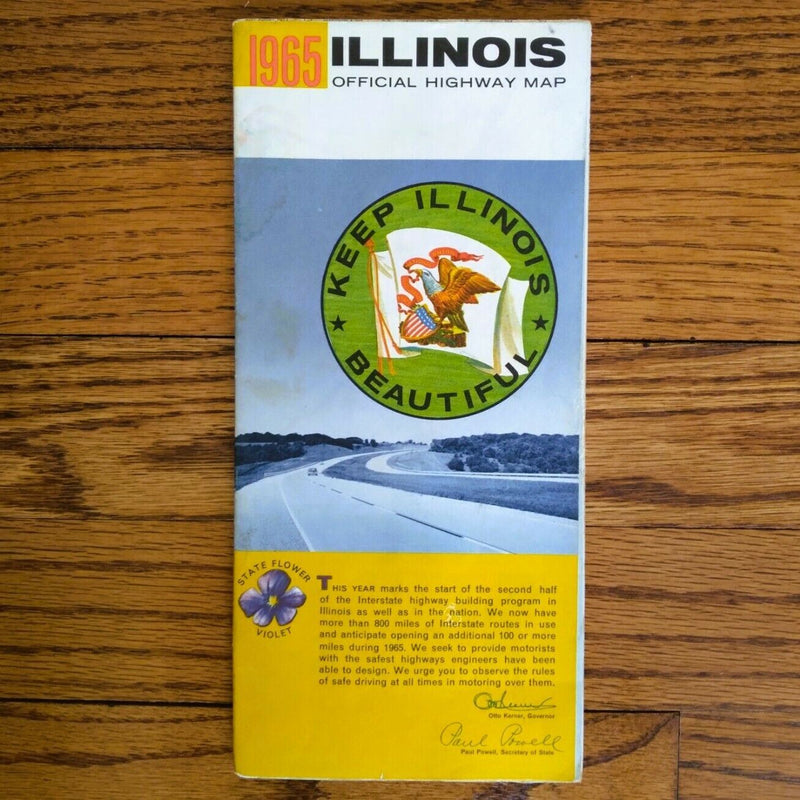 1965 ILLINOIS
OFFICIAL HIGHWAY MAP
KEEP ILLINOIS
★ ★
BEAUTIFUL
STATE FLOWER
VIOLET
THIS YEAR marks the start of the second half
of the Interstate highway building program in
Illinois as well as in the nation. We now have
more than 800 miles of Interstate routes in use
and anticipate opening an additional 100 or more
miles during 1965. We seek to provide motorists
with the safest highways engineers have been
able to design. We urge you to observe the rules
of safe driving at all times in motoring over them.
Otto Kerner, Governor
Paul Powell
Paul Powell, Secretary of State